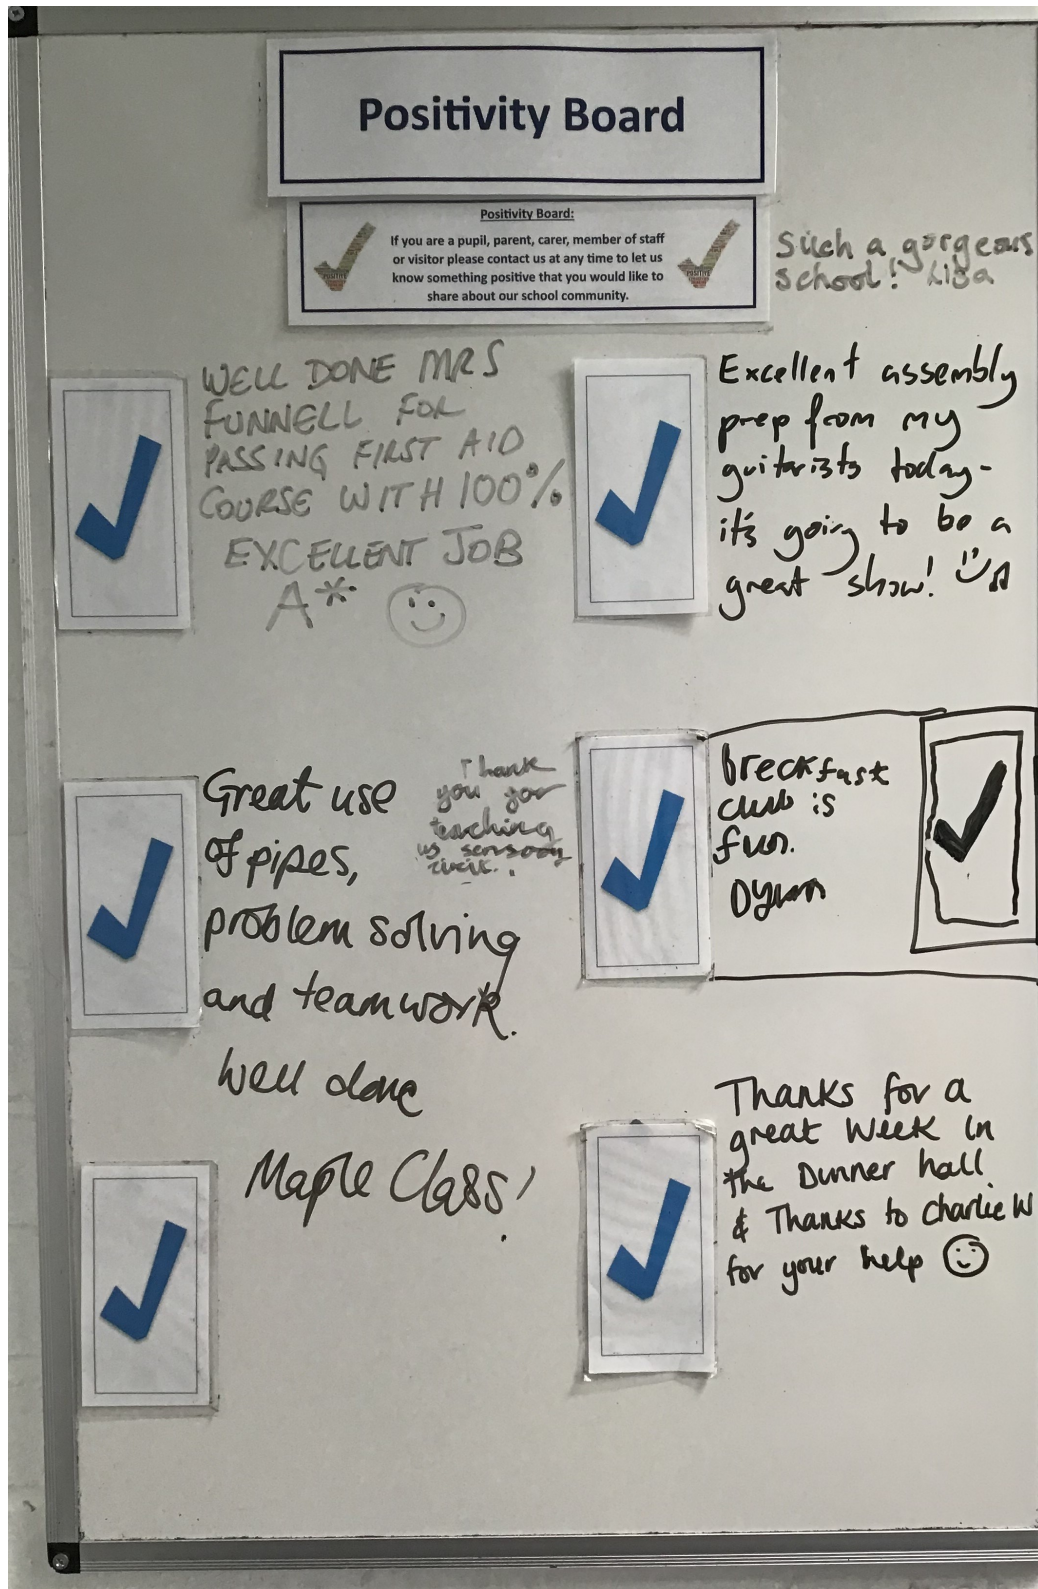 Positivity Board
Positivity Board:
If you are a pupil, parent, carer, member of staff
or visitor please contact us at any time to let us
know something positive that you would like to
share about our school community.
Such a gorgeous
school! Lisa
WELL DONE MRS
FUNNELL FOR
PASSING FIRST AID
COURSE WITH 100%
EXCELLENT JOB
A*
Excellent assembly
prep from my
guitarists today-
it's going to be a
great show!
Great use
of pipes,
problem solving
and teamwork.
Well done
Maple Class!
Thank
you for
teaching
us sensory
breckfast
club is
fun.
Thanks for a
great week in
the Dinner hall
& Thanks to Charlie W
for your help